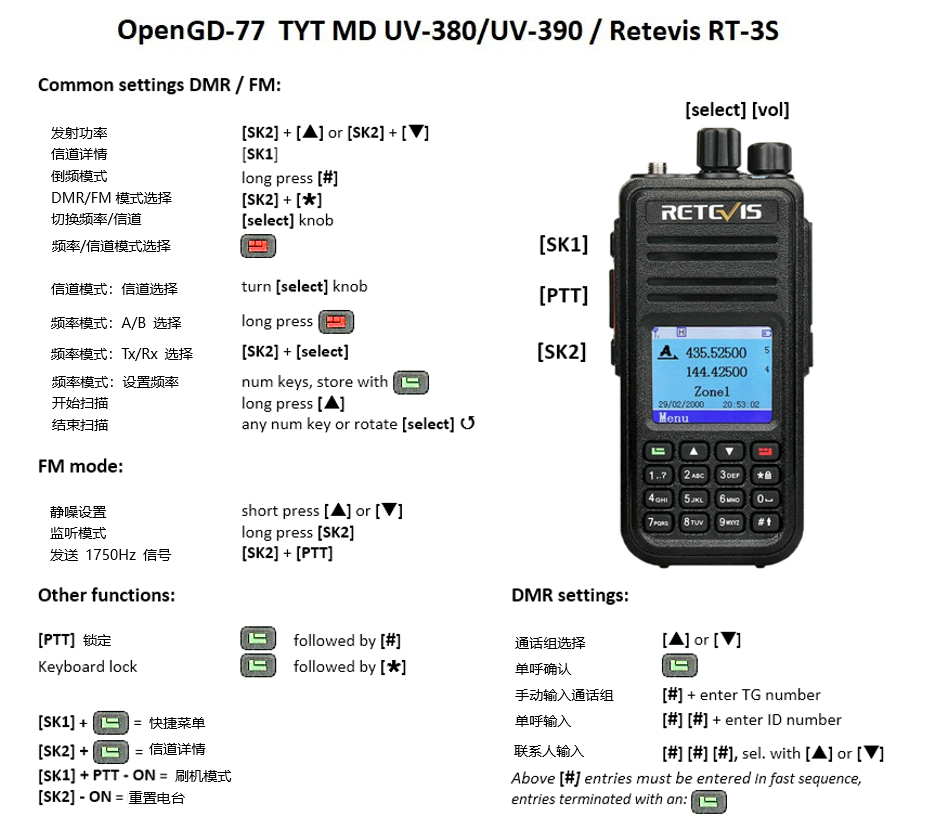 OpenGD-77 TYT MD UV-380/UV-390 / Retevis RT-3S
Common settings DMR / FM:
发射功率 [SK2] + [▲] or [SK2] + [▼]
信道详情 [SK1]
倒频模式 long press [#]
DMR/FM 模式选择 [SK2] + [*]
切换频率/信道 [select] knob
频率/信道模式选择
信道模式：信道选择 turn [select] knob
频率模式：A/B 选择 long press
频率模式：Tx/Rx 选择 [SK2] + [select]
频率模式：设置频率 num keys, store with
开始扫描 long press [▲]
结束扫描 any num key or rotate [select] ↺
FM mode:
静噪设置 short press [▲] or [▼]
监听模式 long press [SK2]
发送 1750Hz 信号 [SK2] + [PTT]
Other functions:
[PTT] 锁定 followed by [#]
Keyboard lock followed by [*]
[SK1] + = 快捷菜单
[SK2] + = 信道详情
[SK1] + PTT - ON = 刷机模式
[SK2] - ON = 重置电台
[select] [vol]
RETEVIS
[SK1]
[PTT]
[SK2]
H
A 435.52500 5
144.42500 4
Zone1
29/02/2000 20:53:02
Menu
▲ ▼
1..? 2ABC 3DEF *
4GHI 5JKL 6MNO 0
7PQRS 8TUV 9WXYZ #
DMR settings:
通话组选择 [▲] or [▼]
单呼确认
手动输入通话组 [#] + enter TG number
单呼输入 [#] [#] + enter ID number
联系人输入 [#] [#] [#], sel. with [▲] or [▼]
Above [#] entries must be entered In fast sequence,
entries terminated with an: